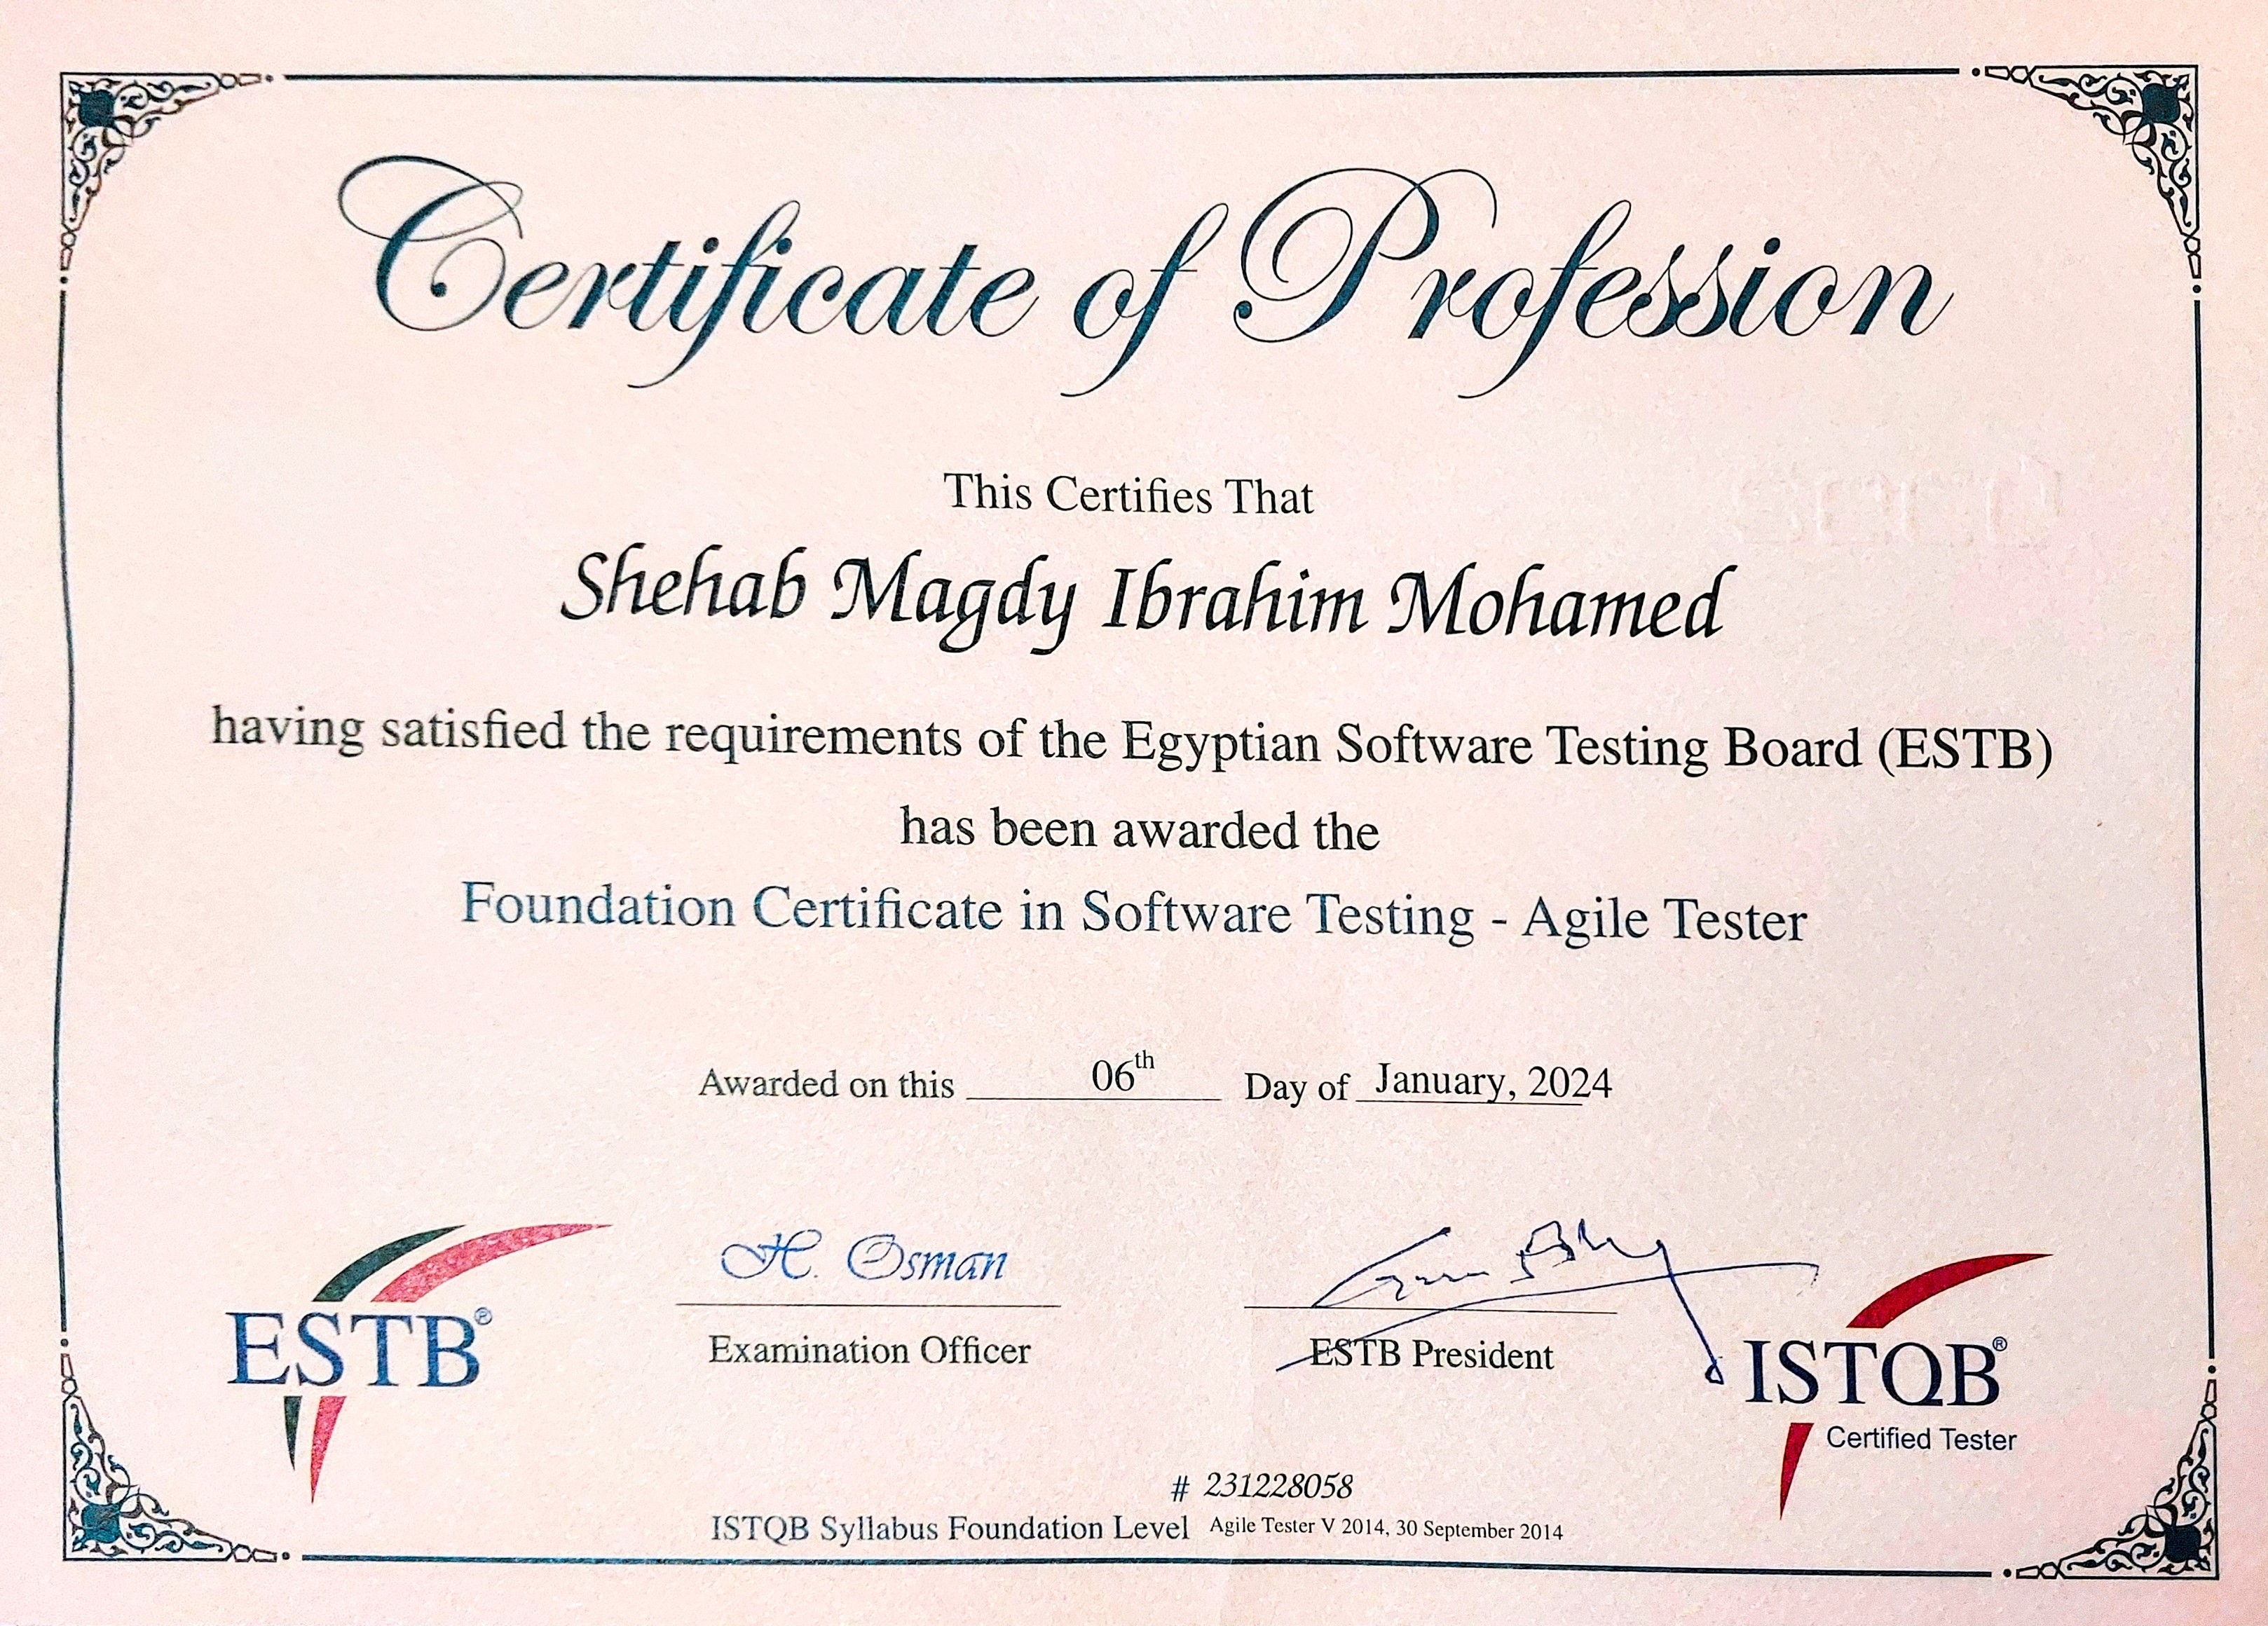 Certificate of Profession
This Certifies That
Shehab Magdy Ibrahim Mohamed
having satisfied the requirements of the Egyptian Software Testing Board (ESTB)
has been awarded the
Foundation Certificate in Software Testing - Agile Tester
Awarded on this 06th Day of January, 2024
H. Osman
Examination Officer
ESTB President
ESTB®
ISTQB®
Certified Tester
# 231228058
ISTQB Syllabus Foundation Level Agile Tester V 2014, 30 September 2014